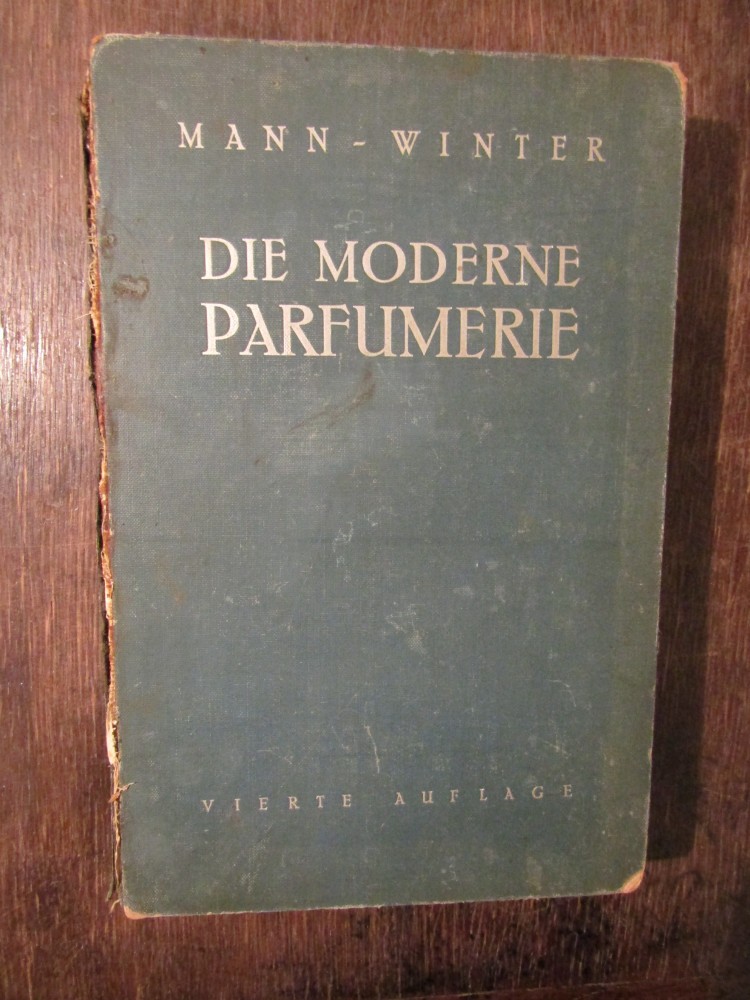 MANN - WINTER
DIE MODERNE
PARFUMERIE
VIERTE AUFLAGE